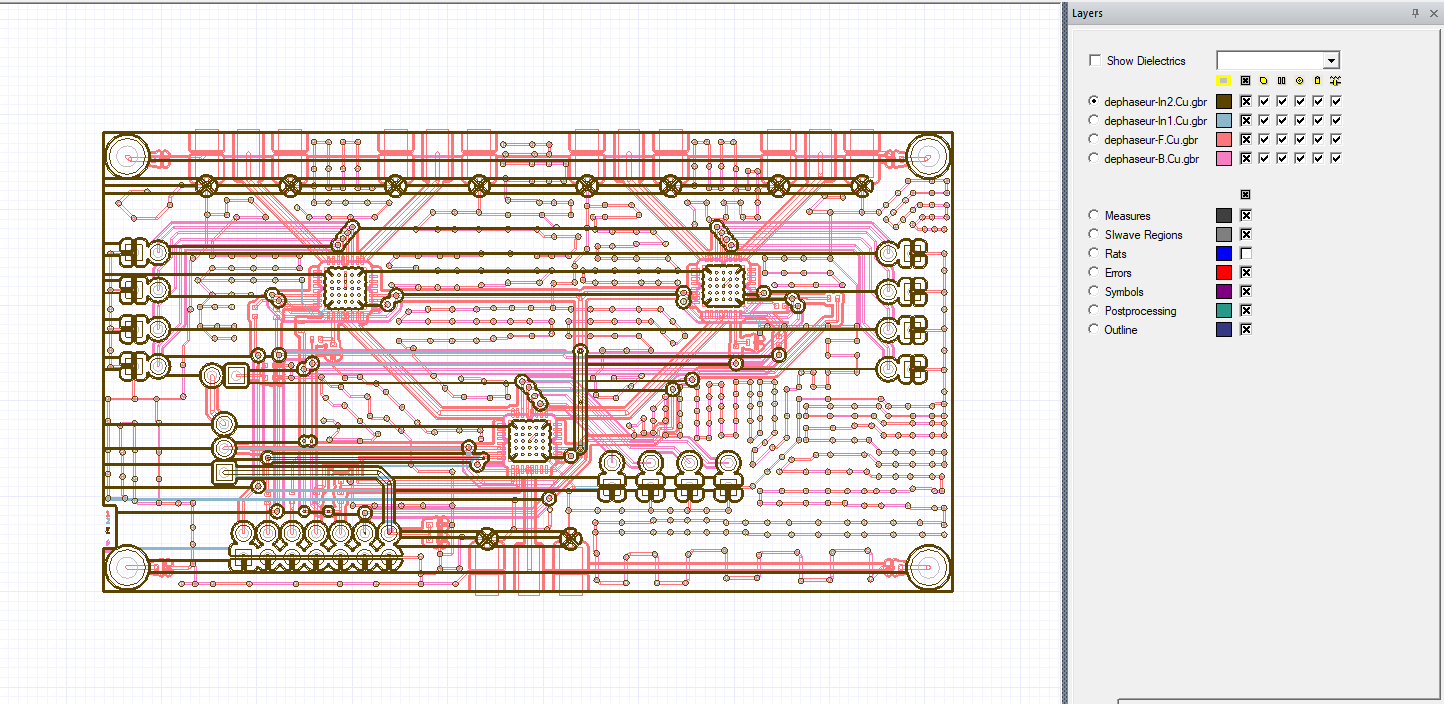 Layers
Show Dielectrics
dephaseur-In2.Cu.gbr
dephaseur-In1.Cu.gbr
dephaseur-F.Cu.gbr
dephaseur-B.Cu.gbr
Measures
SIwave Regions
Rats
Errors
Symbols
Postprocessing
Outline